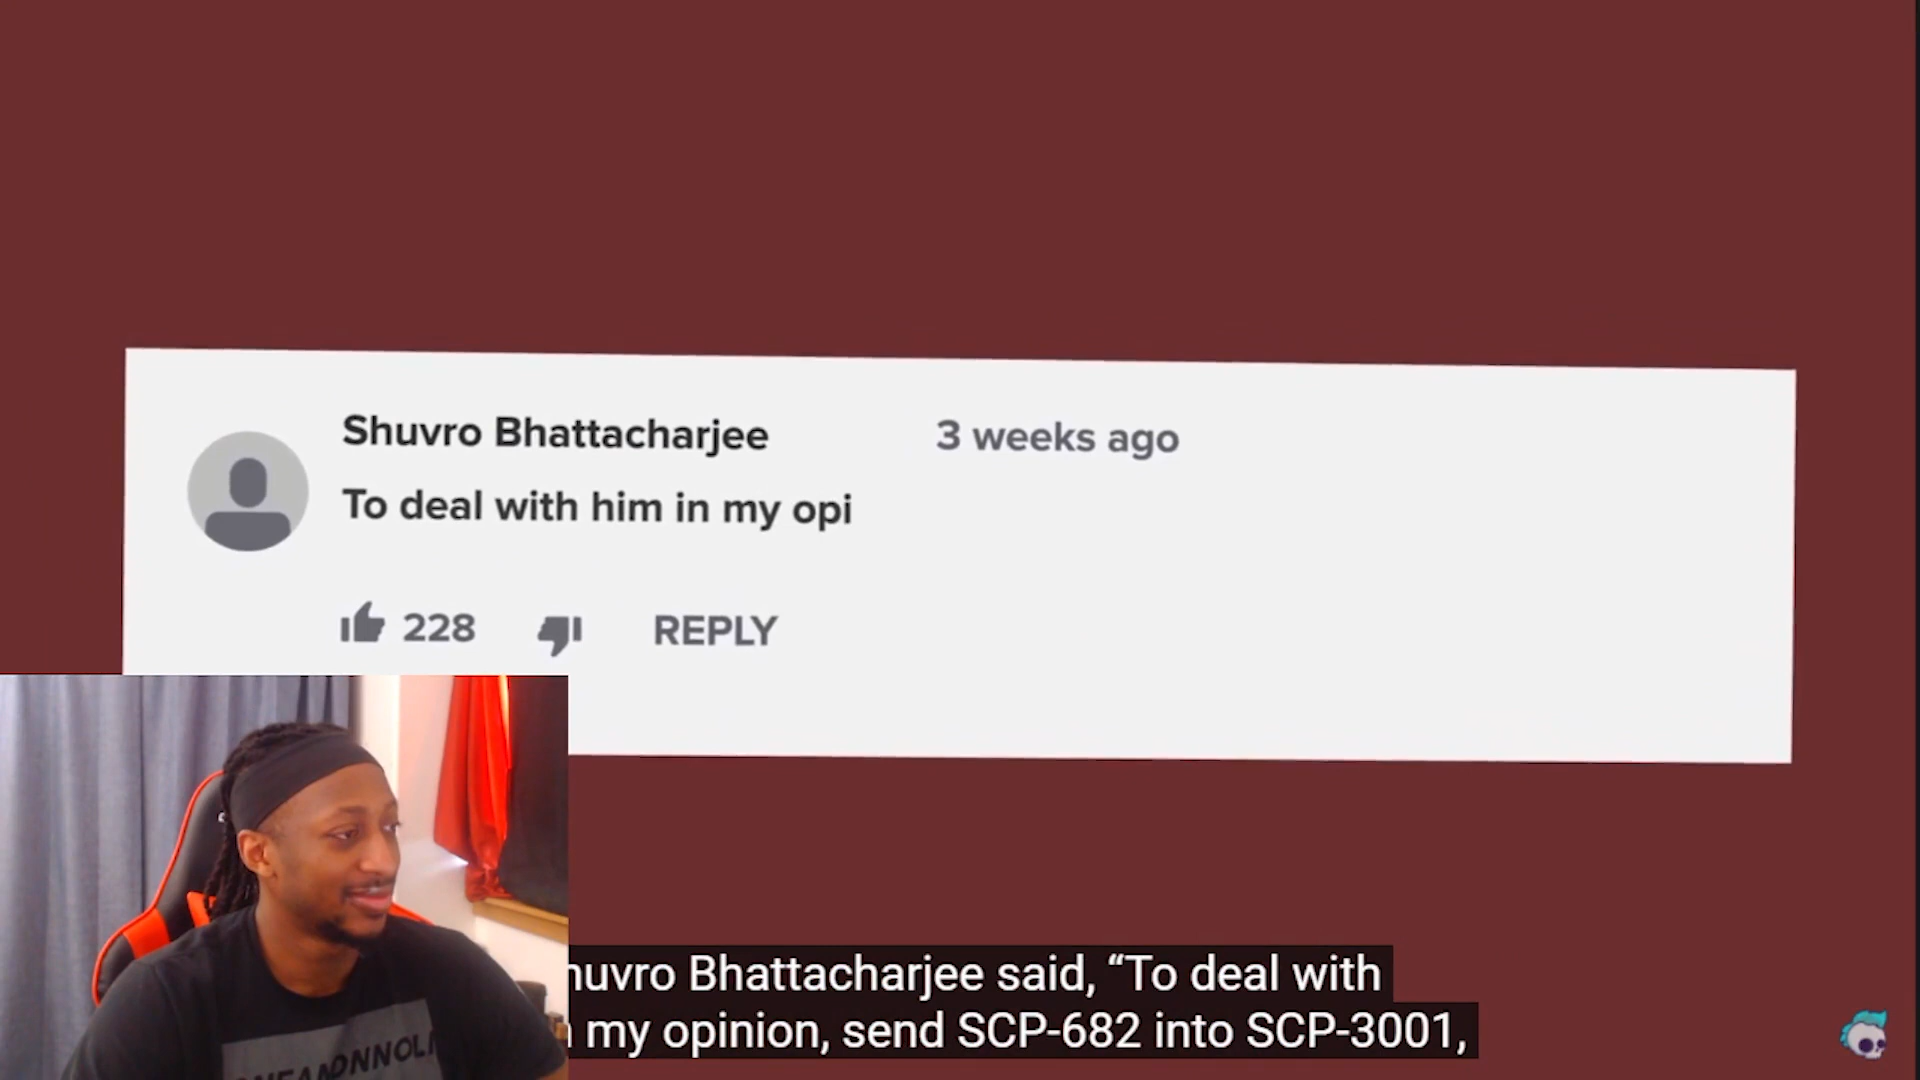 Shuvro Bhattacharjee 3 weeks ago
To deal with him in my opi
228 REPLY
huvro Bhattacharjee said, “To deal with
my opinion, send SCP-682 into SCP-3001,